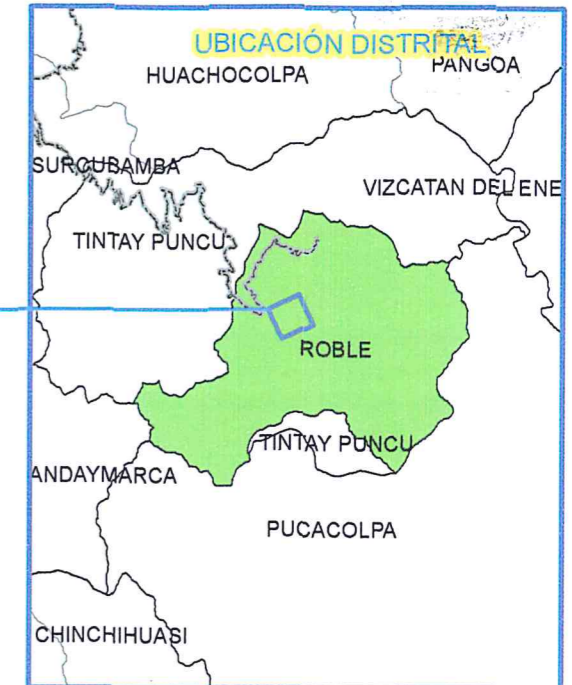 UBICACIÓN DISTRITAL
HUACHOCOLPA
PANGOA
SURCUBAMBA
VIZCATAN DEL ENE
TINTAY PUNCU
ROBLE
TINTAY PUNCU
ANDAYMARCA
PUCACOLPA
CHINCHIHUASI